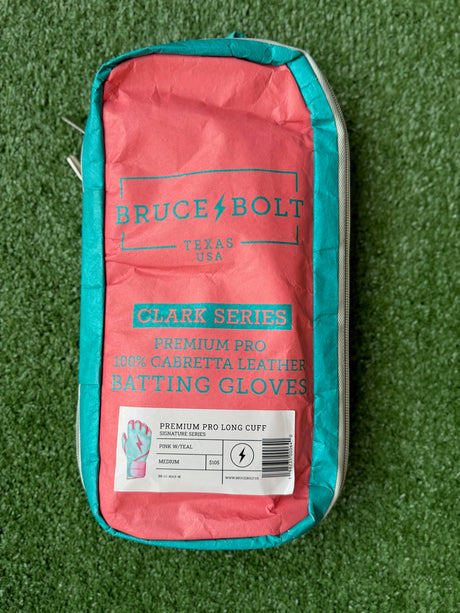 BRUCE BOLT
TEXAS
USA
CLARK SERIES
PREMIUM PRO
100% CABRETTA LEATHER
BATTING GLOVES
PREMIUM PRO LONG CUFF
SIGNATURE SERIES
PINK W/TEAL
MEDIUM
$105
WWW.BRUCEBOLT.US